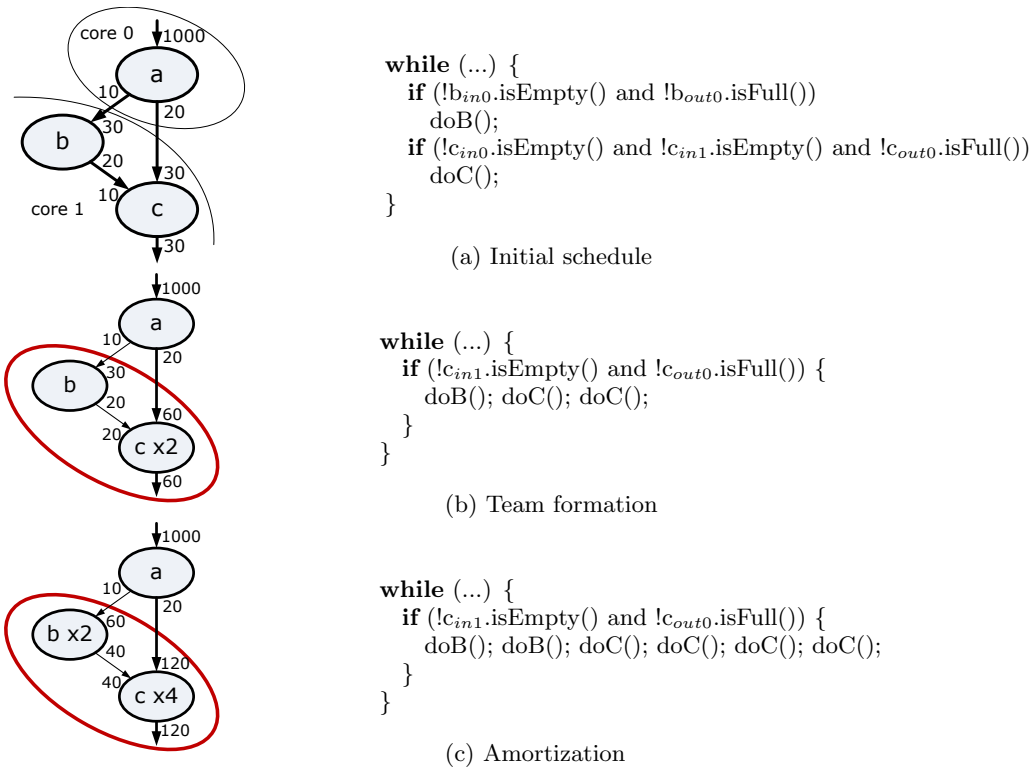 core 0
1000
a
10
20
30
b
20
30
10
c
core 1
30
while (...) {
if (!b_in0.isEmpty() and !b_out0.isFull())
doB();
if (!c_in0.isEmpty() and !c_in1.isEmpty() and !c_out0.isFull())
doC();
}
(a) Initial schedule
1000
a
10
20
30
b
20
60
20
c x2
60
while (...) {
if (!c_in1.isEmpty() and !c_out0.isFull()) {
doB(); doC(); doC();
}
}
(b) Team formation
1000
a
10
20
60
b x2
40
120
40
c x4
120
while (...) {
if (!c_in1.isEmpty() and !c_out0.isFull()) {
doB(); doB(); doC(); doC(); doC(); doC();
}
}
(c) Amortization